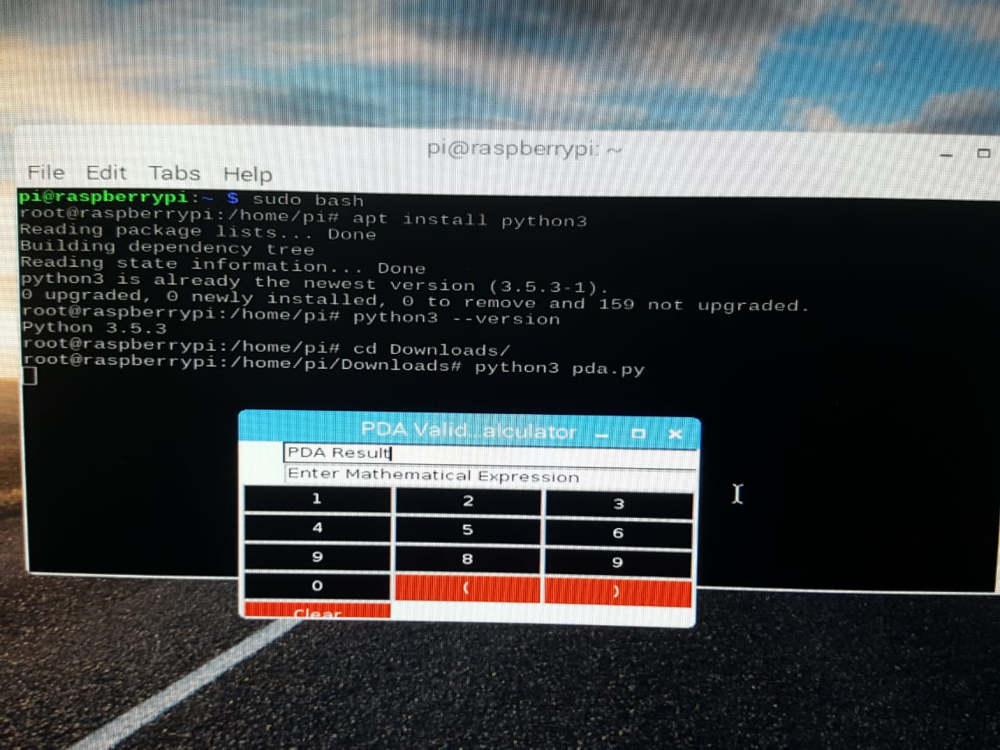 pi@raspberrypi: ~
File Edit Tabs Help
pi@raspberrypi:~ $ sudo bash
root@raspberrypi:/home/pi# apt install python3
Reading package lists... Done
Building dependency tree
Reading state information... Done
python3 is already the newest version (3.5.3-1).
0 upgraded, 0 newly installed, 0 to remove and 159 not upgraded.
root@raspberrypi:/home/pi# python3 --version
Python 3.5.3
root@raspberrypi:/home/pi# cd Downloads/
root@raspberrypi:/home/pi/Downloads# python3 pda.py
PDA Valid...alculator
PDA Result
Enter Mathematical Expression
1 2 3
4 5 6
9 8 9
0 ( )
Clear